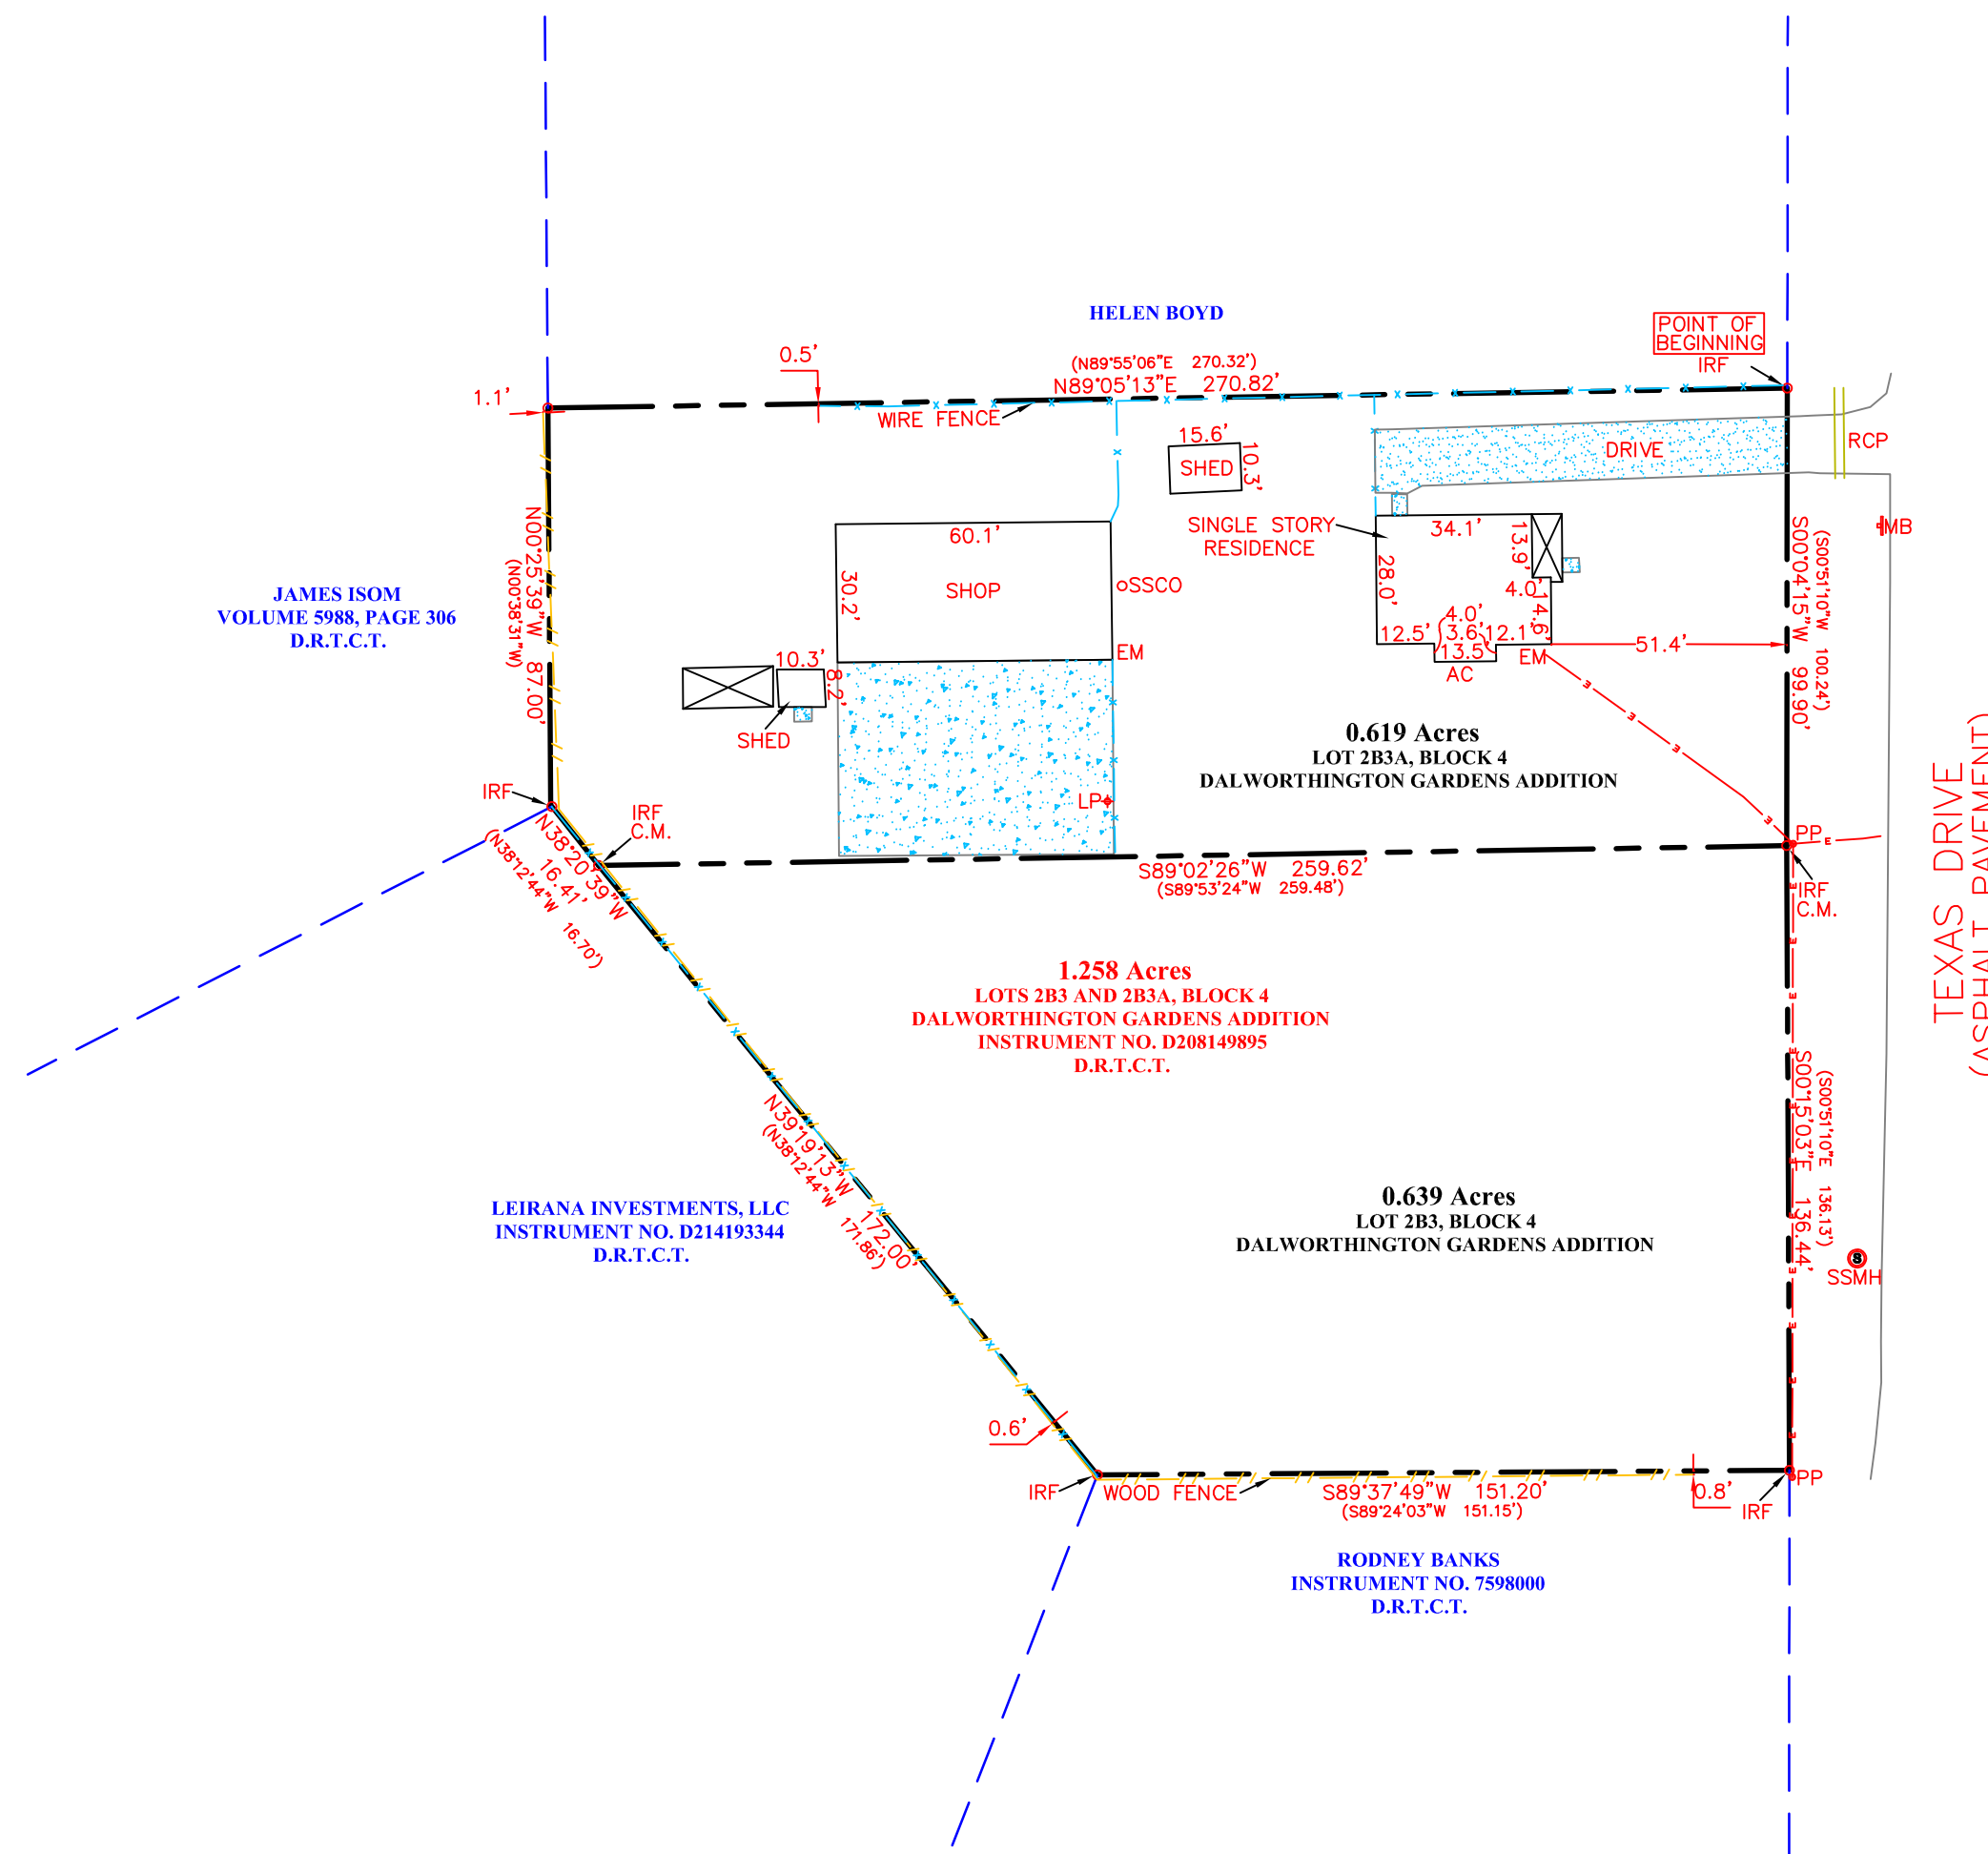 HELEN BOYD
POINT OF
BEGINNING
IRF
0.5'
(N89°55'06"E 270.32')
N89°05'13"E 270.82'
1.1'
WIRE FENCE
15.6'
SHED
10.3'
DRIVE
RCP
MB
SINGLE STORY
RESIDENCE
34.1'
13.9'
28.0'
4.0'
14.6'
4.0'
3.6'
12.5'
12.1'
13.5'
EM
AC
51.4'
60.1'
30.2'
SHOP
SSCO
EM
N00°25'39"W 87.00'
(N00°38'31"W)
S00°04'15"W 99.90'
(S00°51'10"W 100.24')
JAMES ISOM
VOLUME 5988, PAGE 306
D.R.T.C.T.
10.3'
8.2'
SHED
0.619 Acres
LOT 2B3A, BLOCK 4
DALWORTHINGTON GARDENS ADDITION
LP
IRF
IRF
C.M.
PP
E
IRF
C.M.
TEXAS DRIVE
(ASPHALT PAVEMENT)
N38°20'39"W
16.41'
(N38°12'44"W 16.70')
S89°02'26"W 259.62'
(S89°53'24"W 259.48')
1.258 Acres
LOTS 2B3 AND 2B3A, BLOCK 4
DALWORTHINGTON GARDENS ADDITION
INSTRUMENT NO. D208149895
D.R.T.C.T.
N39°19'13"W 172.00'
(N38°12'44"W 171.86')
S00°15'03"E 136.44'
(S00°51'10"E 136.13')
LEIRANA INVESTMENTS, LLC
INSTRUMENT NO. D214193344
D.R.T.C.T.
0.639 Acres
LOT 2B3, BLOCK 4
DALWORTHINGTON GARDENS ADDITION
S
SSMH
0.6'
IRF
WOOD FENCE
S89°37'49"W 151.20'
(S89°24'03"W 151.15')
0.8'
PP
IRF
RODNEY BANKS
INSTRUMENT NO. 7598000
D.R.T.C.T.